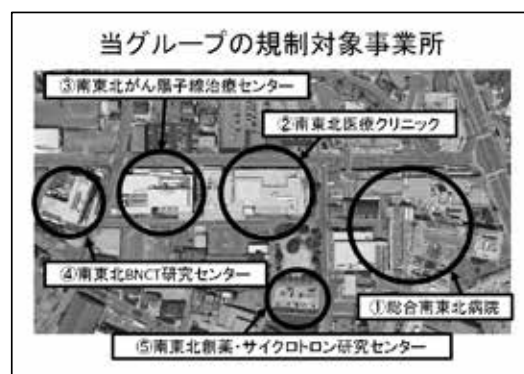 当グループの規制対象事業所
③南東北がん陽子線治療センター
②南東北医療クリニック
④南東北BNCT研究センター
①総合南東北病院
⑤南東北創薬・サイクロトロン研究センター